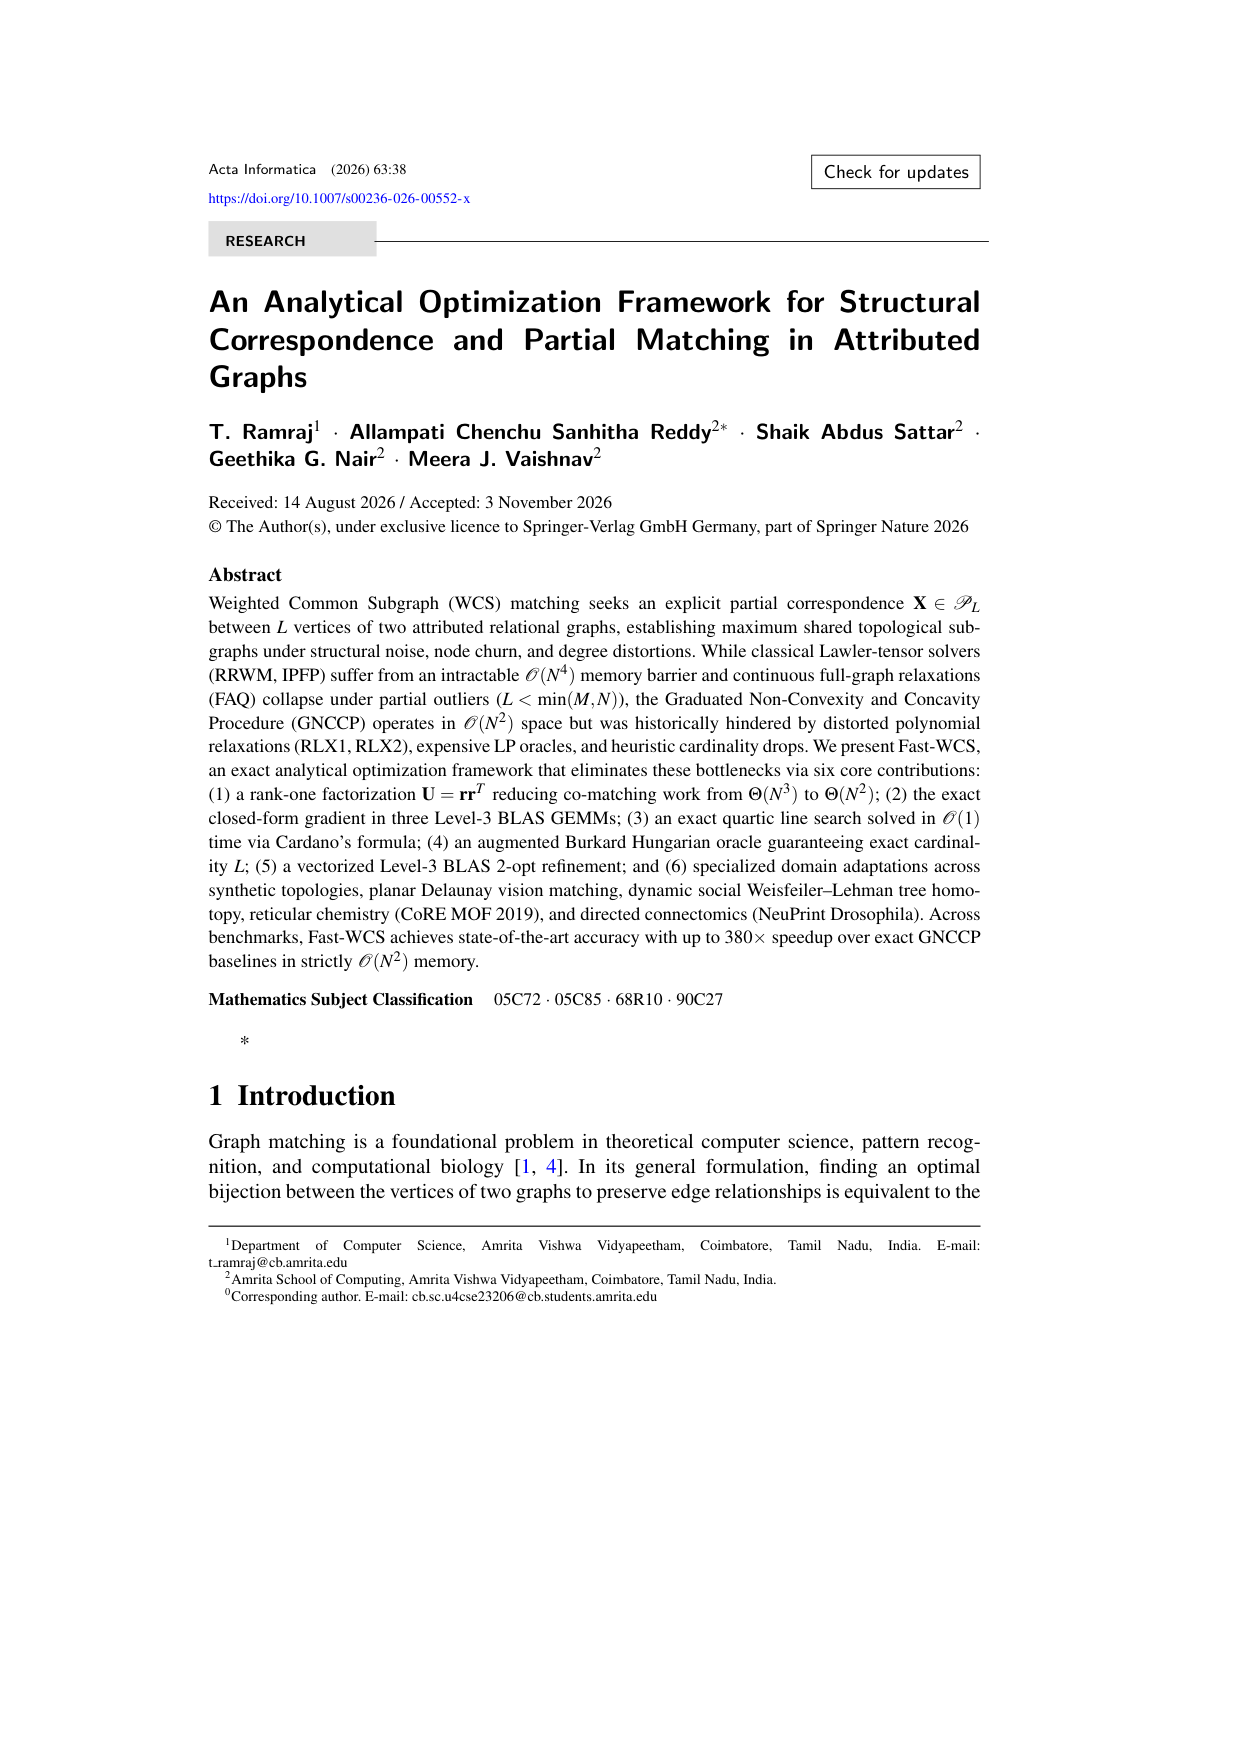 Acta Informatica (2026) 63:38
Check for updates
https://doi.org/10.1007/s00236-026-00552-x
RESEARCH
An Analytical Optimization Framework for Structural
Correspondence and Partial Matching in Attributed
Graphs
T. Ramraj¹ · Allampati Chenchu Sanhitha Reddy²* · Shaik Abdus Sattar² ·
Geethika G. Nair² · Meera J. Vaishnav²
Received: 14 August 2026 / Accepted: 3 November 2026
© The Author(s), under exclusive licence to Springer-Verlag GmbH Germany, part of Springer Nature 2026
Abstract
Weighted Common Subgraph (WCS) matching seeks an explicit partial correspondence X ∈ 𝒫_L
between L vertices of two attributed relational graphs, establishing maximum shared topological sub-
graphs under structural noise, node churn, and degree distortions. While classical Lawler-tensor solvers
(RRWM, IPFP) suffer from an intractable 𝒪(N⁴) memory barrier and continuous full-graph relaxations
(FAQ) collapse under partial outliers (L < min(M,N)), the Graduated Non-Convexity and Concavity
Procedure (GNCCP) operates in 𝒪(N²) space but was historically hindered by distorted polynomial
relaxations (RLX1, RLX2), expensive LP oracles, and heuristic cardinality drops. We present Fast-WCS,
an exact analytical optimization framework that eliminates these bottlenecks via six core contributions:
(1) a rank-one factorization U = rrᵀ reducing co-matching work from Θ(N³) to Θ(N²); (2) the exact
closed-form gradient in three Level-3 BLAS GEMMs; (3) an exact quartic line search solved in 𝒪(1)
time via Cardano's formula; (4) an augmented Burkard Hungarian oracle guaranteeing exact cardinal-
ity L; (5) a vectorized Level-3 BLAS 2-opt refinement; and (6) specialized domain adaptations across
synthetic topologies, planar Delaunay vision matching, dynamic social Weisfeiler–Lehman tree homo-
topy, reticular chemistry (CoRE MOF 2019), and directed connectomics (NeuPrint Drosophila). Across
benchmarks, Fast-WCS achieves state-of-the-art accuracy with up to 380× speedup over exact GNCCP
baselines in strictly 𝒪(N²) memory.
Mathematics Subject Classification 05C72 · 05C85 · 68R10 · 90C27
*
1 Introduction
Graph matching is a foundational problem in theoretical computer science, pattern recog-
nition, and computational biology [1, 4]. In its general formulation, finding an optimal
bijection between the vertices of two graphs to preserve edge relationships is equivalent to the
¹Department of Computer Science, Amrita Vishwa Vidyapeetham, Coimbatore, Tamil Nadu, India. E-mail:
t_ramraj@cb.amrita.edu
²Amrita School of Computing, Amrita Vishwa Vidyapeetham, Coimbatore, Tamil Nadu, India.
⁰Corresponding author. E-mail: cb.sc.u4cse23206@cb.students.amrita.edu